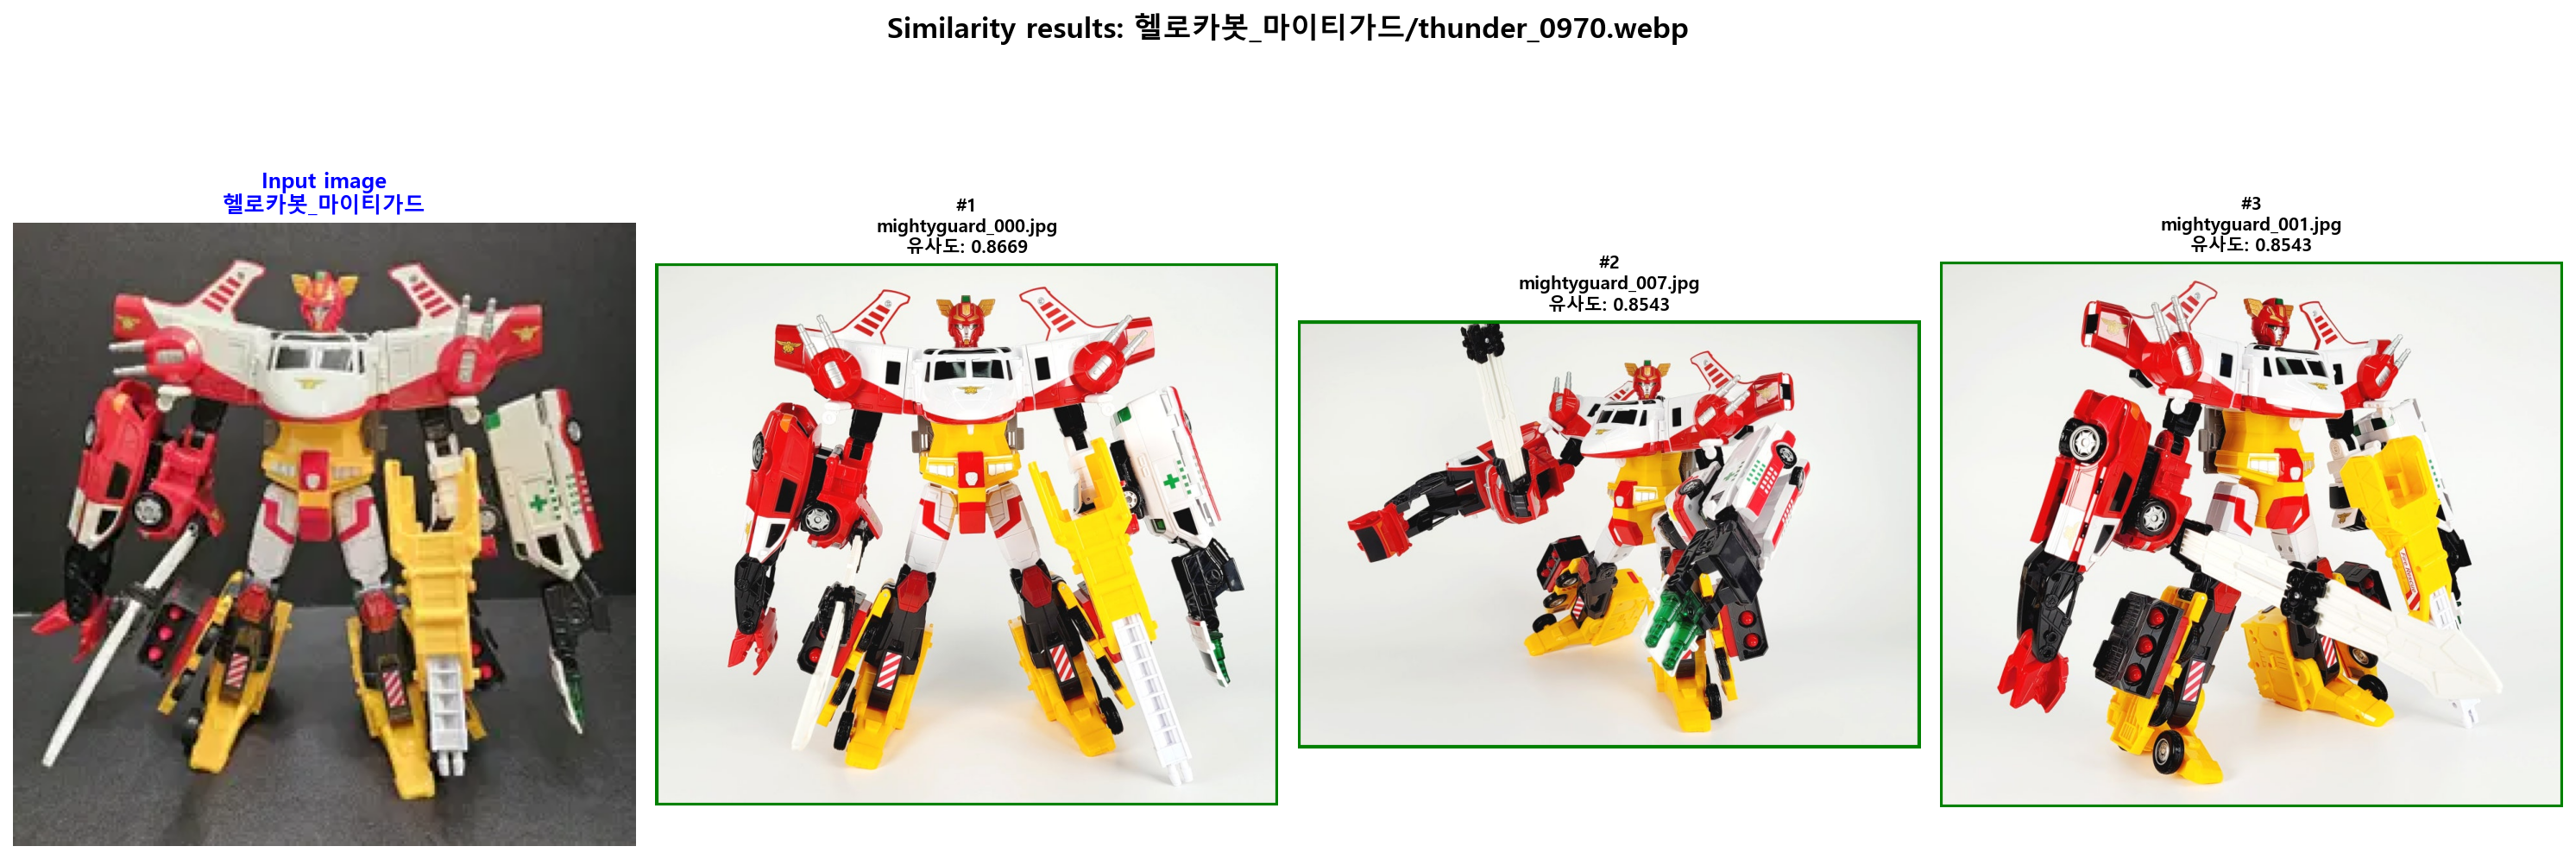 Similarity results: 헬로카봇_마이티가드/thunder_0970.webp
Input image
헬로카봇_마이티가드
#1
mightyguard_000.jpg
유사도: 0.8669
#2
mightyguard_007.jpg
유사도: 0.8543
#3
mightyguard_001.jpg
유사도: 0.8543